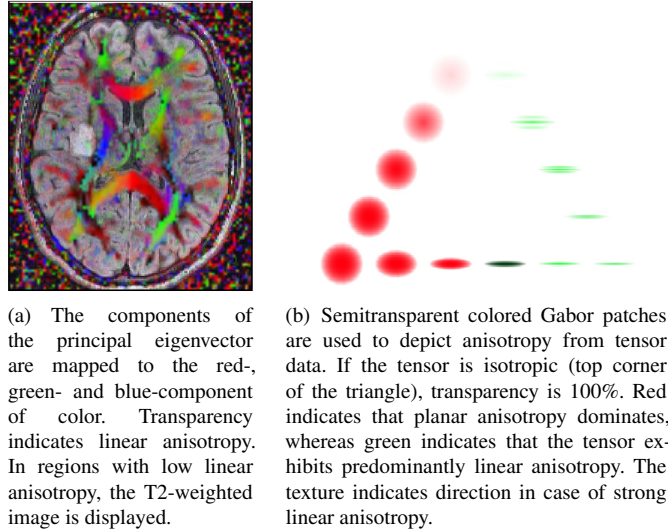 (a) The components of
the principal eigenvector
are mapped to the red-,
green- and blue-component
of color. Transparency
indicates linear anisotropy.
In regions with low linear
anisotropy, the T2-weighted
image is displayed.
(b) Semitransparent colored Gabor patches
are used to depict anisotropy from tensor
data. If the tensor is isotropic (top corner
of the triangle), transparency is 100%. Red
indicates that planar anisotropy dominates,
whereas green indicates that the tensor ex-
hibits predominantly linear anisotropy. The
texture indicates direction in case of strong
linear anisotropy.